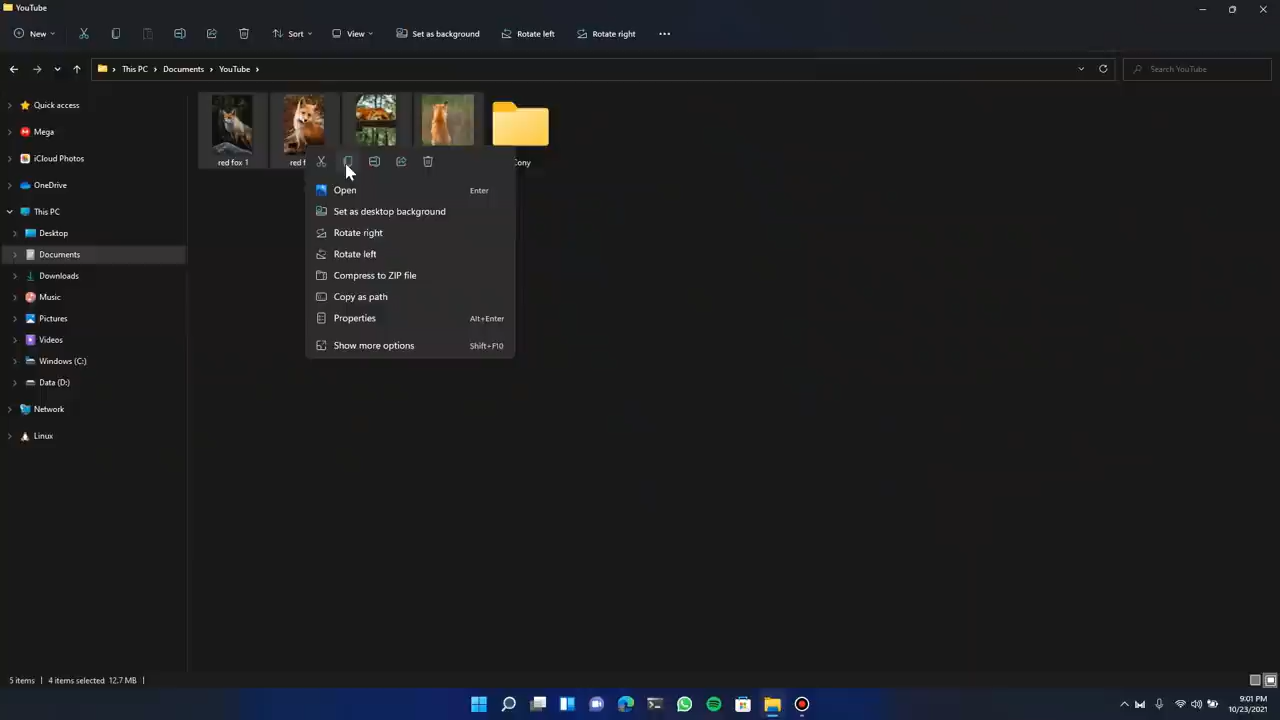 YouTube
New
Sort
View
Set as background
Rotate left
Rotate right
This PC
Documents
YouTube
Search YouTube
Quick access
Mega
iCloud Photos
OneDrive
This PC
Desktop
Documents
Downloads
Music
Pictures
Videos
Windows (C:)
Data (D:)
Network
Linux
red fox 1
red f
Cony
Open Enter
Set as desktop background
Rotate right
Rotate left
Compress to ZIP file
Copy as path
Properties Alt+Enter
Show more options Shift+F10
5 items | 4 items selected 12.7 MB |
9:01 PM
10/23/2021